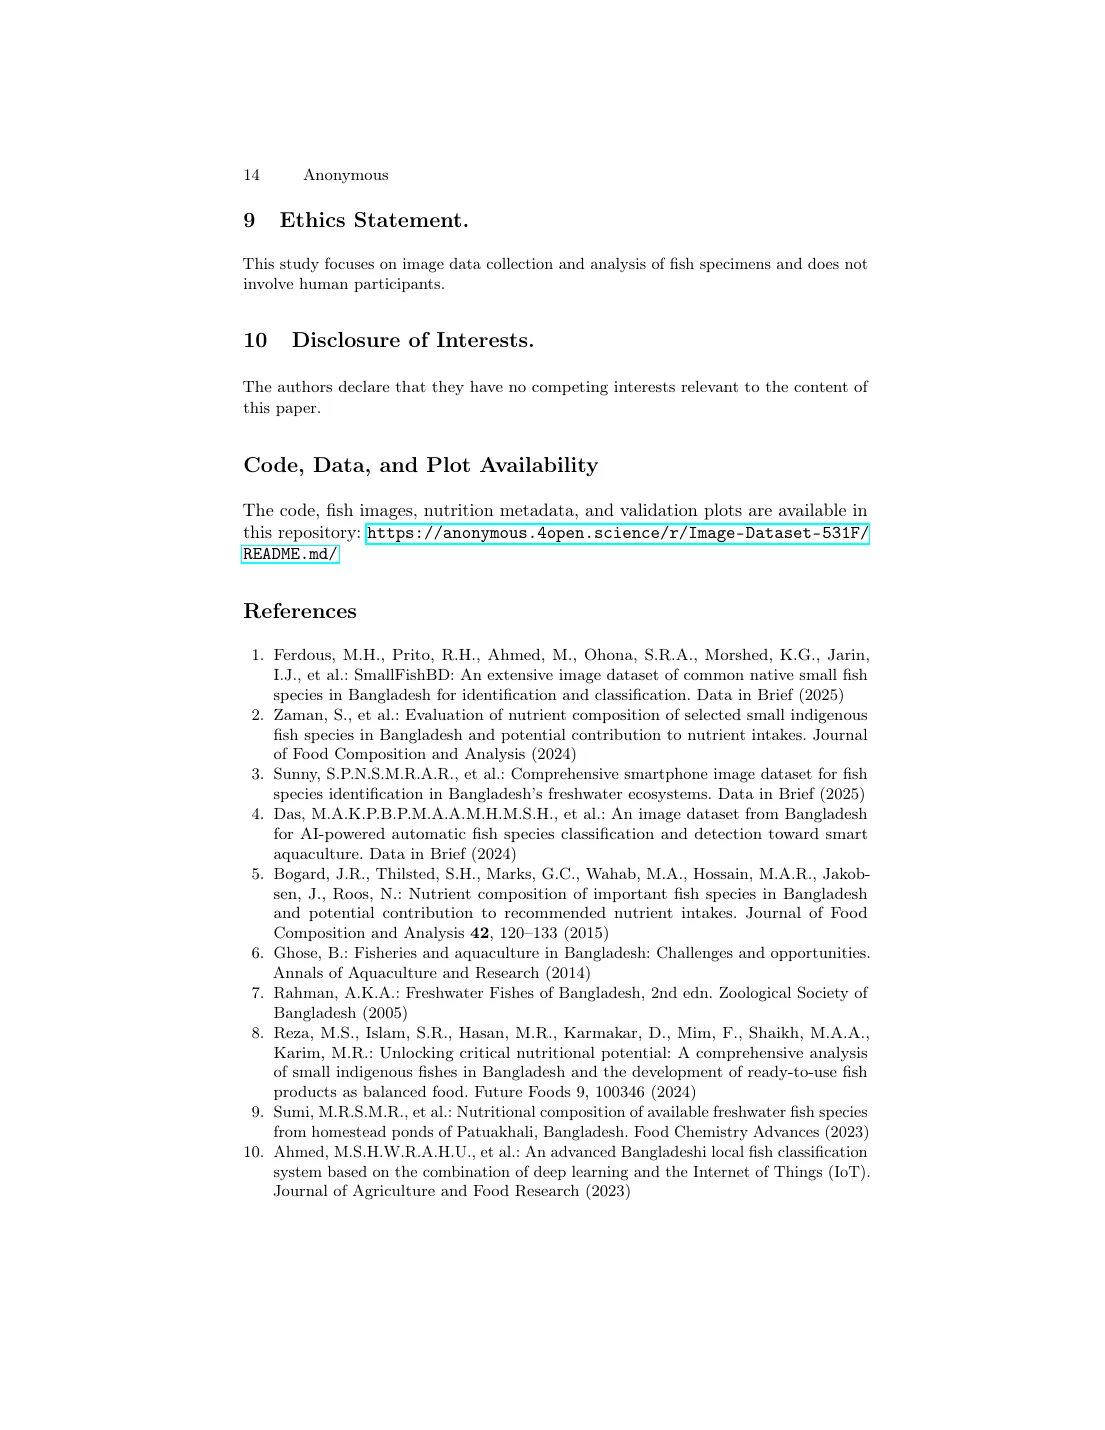 14 Anonymous
9 Ethics Statement.
This study focuses on image data collection and analysis of fish specimens and does not
involve human participants.
10 Disclosure of Interests.
The authors declare that they have no competing interests relevant to the content of
this paper.
Code, Data, and Plot Availability
The code, fish images, nutrition metadata, and validation plots are available in
this repository: https://anonymous.4open.science/r/Image-Dataset-531F/
README.md/
References
1. Ferdous, M.H., Prito, R.H., Ahmed, M., Ohona, S.R.A., Morshed, K.G., Jarin,
I.J., et al.: SmallFishBD: An extensive image dataset of common native small fish
species in Bangladesh for identification and classification. Data in Brief (2025)
2. Zaman, S., et al.: Evaluation of nutrient composition of selected small indigenous
fish species in Bangladesh and potential contribution to nutrient intakes. Journal
of Food Composition and Analysis (2024)
3. Sunny, S.P.N.S.M.R.A.R., et al.: Comprehensive smartphone image dataset for fish
species identification in Bangladesh's freshwater ecosystems. Data in Brief (2025)
4. Das, M.A.K.P.B.P.M.A.A.M.H.M.S.H., et al.: An image dataset from Bangladesh
for AI-powered automatic fish species classification and detection toward smart
aquaculture. Data in Brief (2024)
5. Bogard, J.R., Thilsted, S.H., Marks, G.C., Wahab, M.A., Hossain, M.A.R., Jakob-
sen, J., Roos, N.: Nutrient composition of important fish species in Bangladesh
and potential contribution to recommended nutrient intakes. Journal of Food
Composition and Analysis 42, 120–133 (2015)
6. Ghose, B.: Fisheries and aquaculture in Bangladesh: Challenges and opportunities.
Annals of Aquaculture and Research (2014)
7. Rahman, A.K.A.: Freshwater Fishes of Bangladesh, 2nd edn. Zoological Society of
Bangladesh (2005)
8. Reza, M.S., Islam, S.R., Hasan, M.R., Karmakar, D., Mim, F., Shaikh, M.A.A.,
Karim, M.R.: Unlocking critical nutritional potential: A comprehensive analysis
of small indigenous fishes in Bangladesh and the development of ready-to-use fish
products as balanced food. Future Foods 9, 100346 (2024)
9. Sumi, M.R.S.M.R., et al.: Nutritional composition of available freshwater fish species
from homestead ponds of Patuakhali, Bangladesh. Food Chemistry Advances (2023)
10. Ahmed, M.S.H.W.R.A.H.U., et al.: An advanced Bangladeshi local fish classification
system based on the combination of deep learning and the Internet of Things (IoT).
Journal of Agriculture and Food Research (2023)